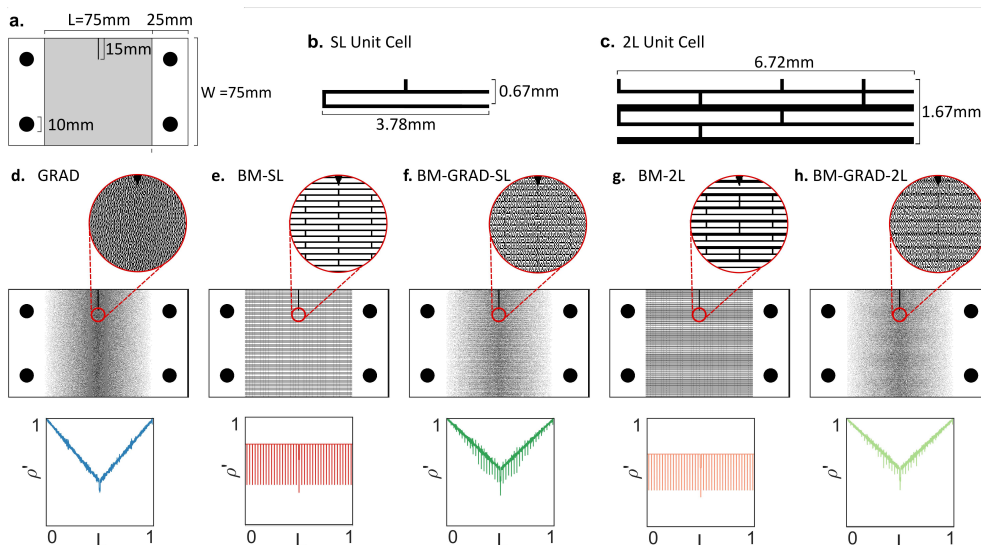 a.
L=75mm
25mm
15mm
W =75mm
10mm
b. SL Unit Cell
0.67mm
3.78mm
c. 2L Unit Cell
6.72mm
1.67mm
d. GRAD
e. BM-SL
f. BM-GRAD-SL
g. BM-2L
h. BM-GRAD-2L
1
ρ'
0
1
l
1
ρ'
0
1
l
1
ρ'
0
1
l
1
ρ'
0
1
l
1
ρ'
0
1
l